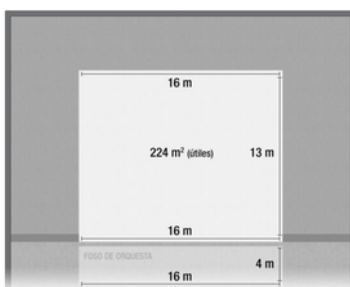 16 m
224 m² (útiles)
13 m
16 m
FOSO DE ORQUESTA
4 m
16 m